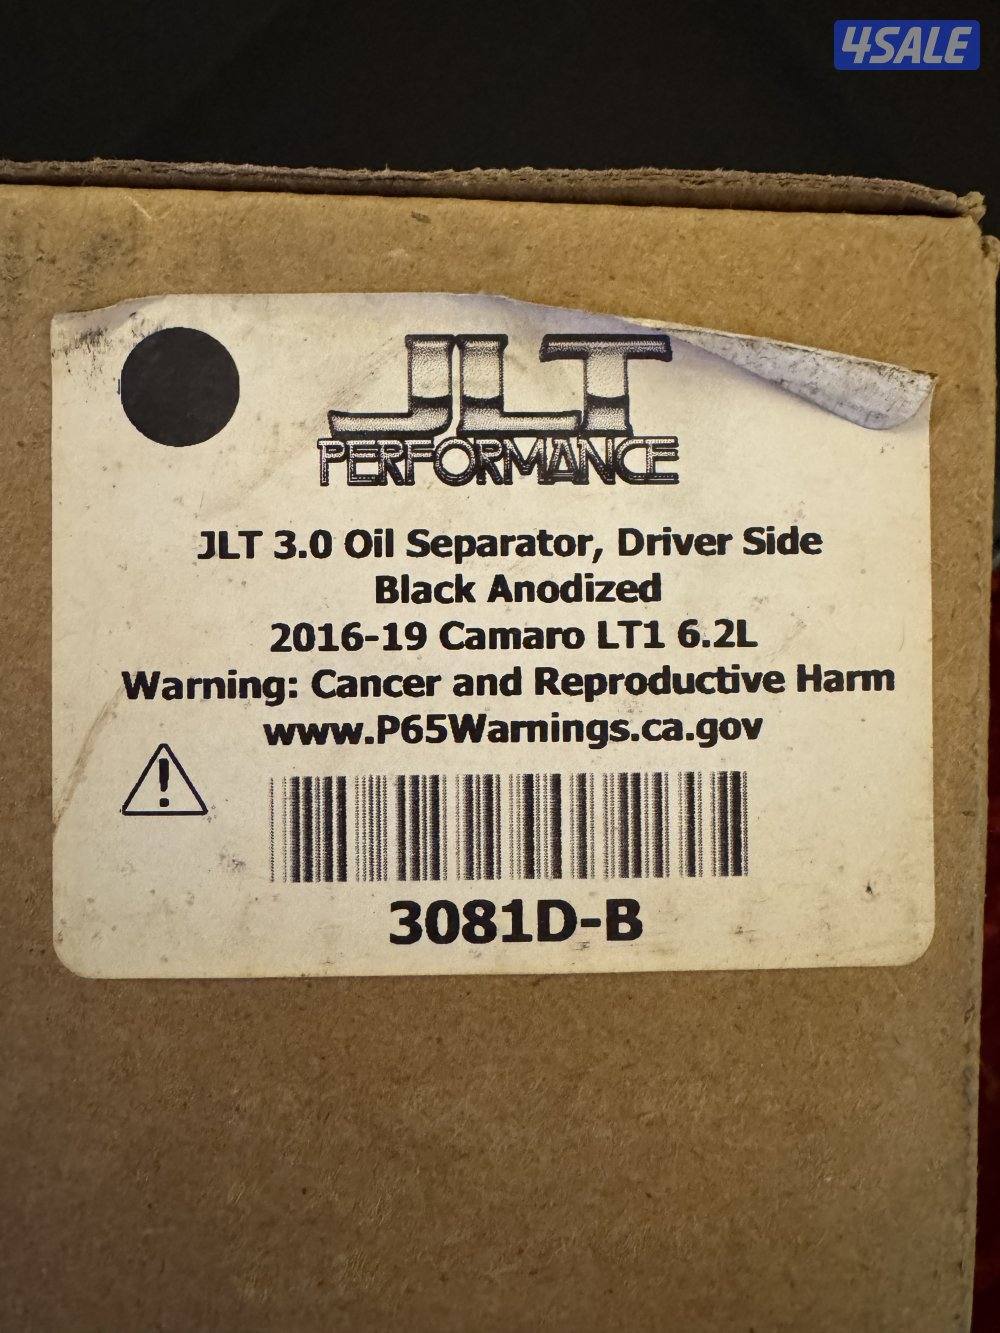 4SALE
JLT
PERFORMANCE
JLT 3.0 Oil Separator, Driver Side
Black Anodized
2016-19 Camaro LT1 6.2L
Warning: Cancer and Reproductive Harm
www.P65Warnings.ca.gov
3081D-B